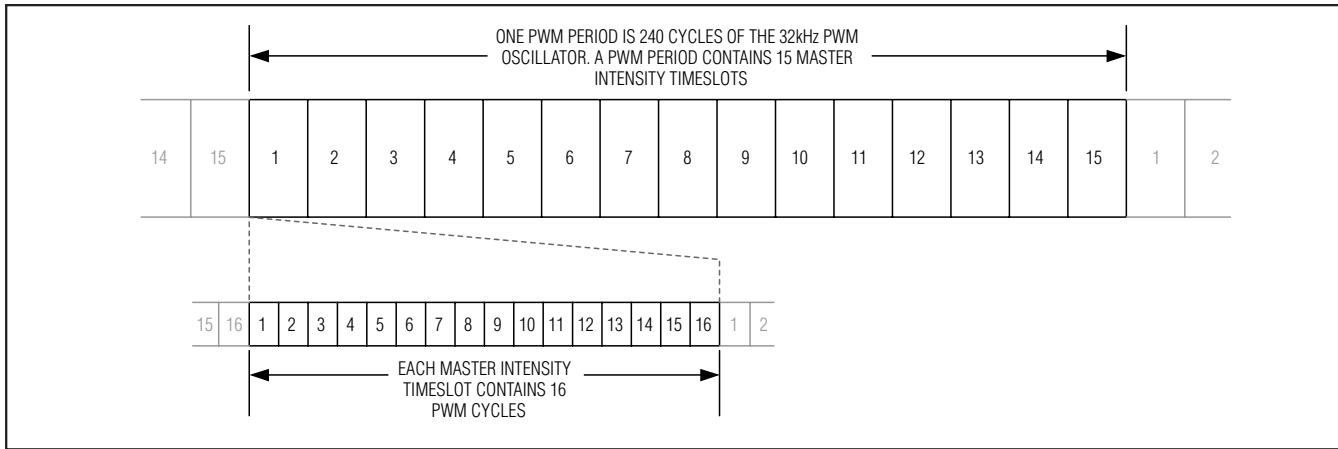 ONE PWM PERIOD IS 240 CYCLES OF THE 32kHz PWM
OSCILLATOR. A PWM PERIOD CONTAINS 15 MASTER
INTENSITY TIMESLOTS
14 15 1 2 3 4 5 6 7 8 9 10 11 12 13 14 15 1 2
15 16 1 2 3 4 5 6 7 8 9 10 11 12 13 14 15 16 1 2
EACH MASTER INTENSITY
TIMESLOT CONTAINS 16
PWM CYCLES